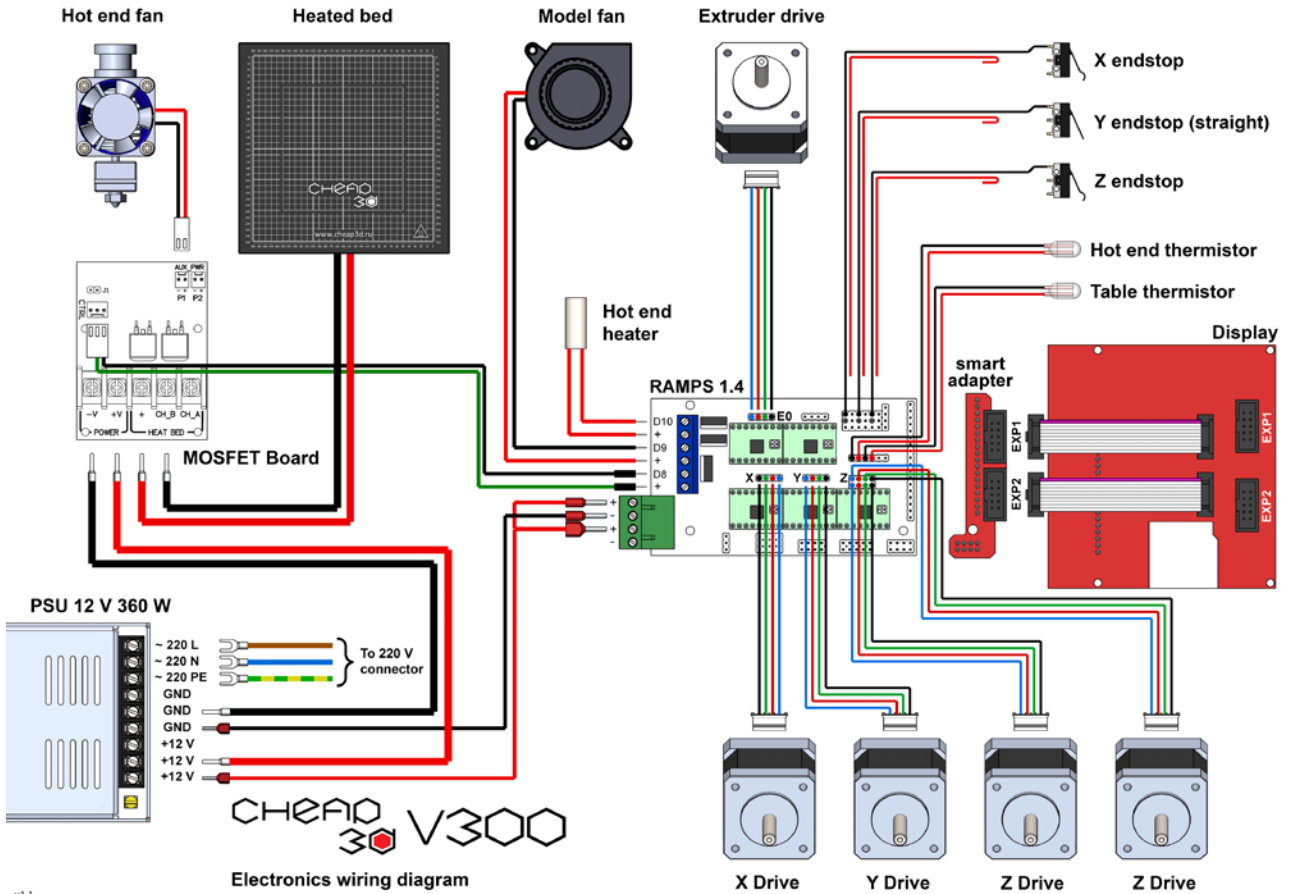 Hot end fan
Heated bed
Model fan
Extruder drive
X endstop
Y endstop (straight)
Z endstop
CHEAP
3D
www.cheap3d.ru
Hot end thermistor
Table thermistor
AUX PWR
P1 P2
J1
CTRL
Hot end
heater
Display
smart
adapter
RAMPS 1.4
-V +V + CH_B CH_A
POWER HEAT BED
MOSFET Board
D10
+
D9
+
D8
+
+
-
+
-
E0
X Y Z
EXP1
EXP2
EXP1
EXP2
PSU 12 V 360 W
~ 220 L
~ 220 N
~ 220 PE
GND
GND
GND
+12 V
+12 V
+12 V
To 220 V
connector
CHEAP
3D V300
Electronics wiring diagram
X Drive
Y Drive
Z Drive
Z Drive